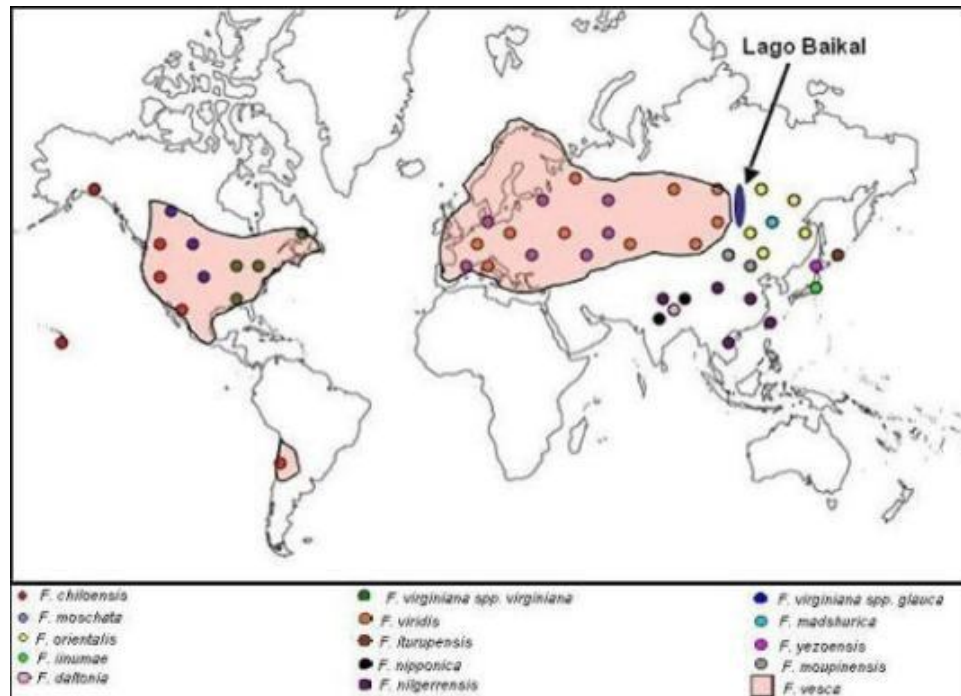 Lago Baikal
F. chiloensis
F. moschata
F. orientalis
F. iinumae
F. daltonia
F. virginiana spp. virginiana
F. viridis
F. iturupensis
F. nipponica
F. nilgerrensis
F. virginiana spp. glauca
F. madshurica
F. yezoensis
F. moupinensis
F. vesca